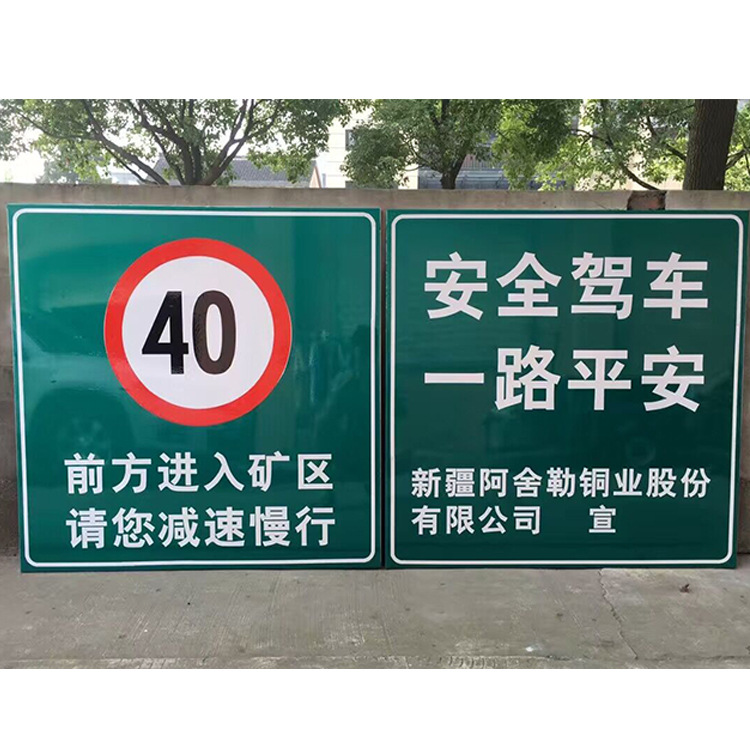 40
前方进入矿区
请您减速慢行
安全驾车
一路平安
新疆阿舍勒铜业股份
有限公司 宣